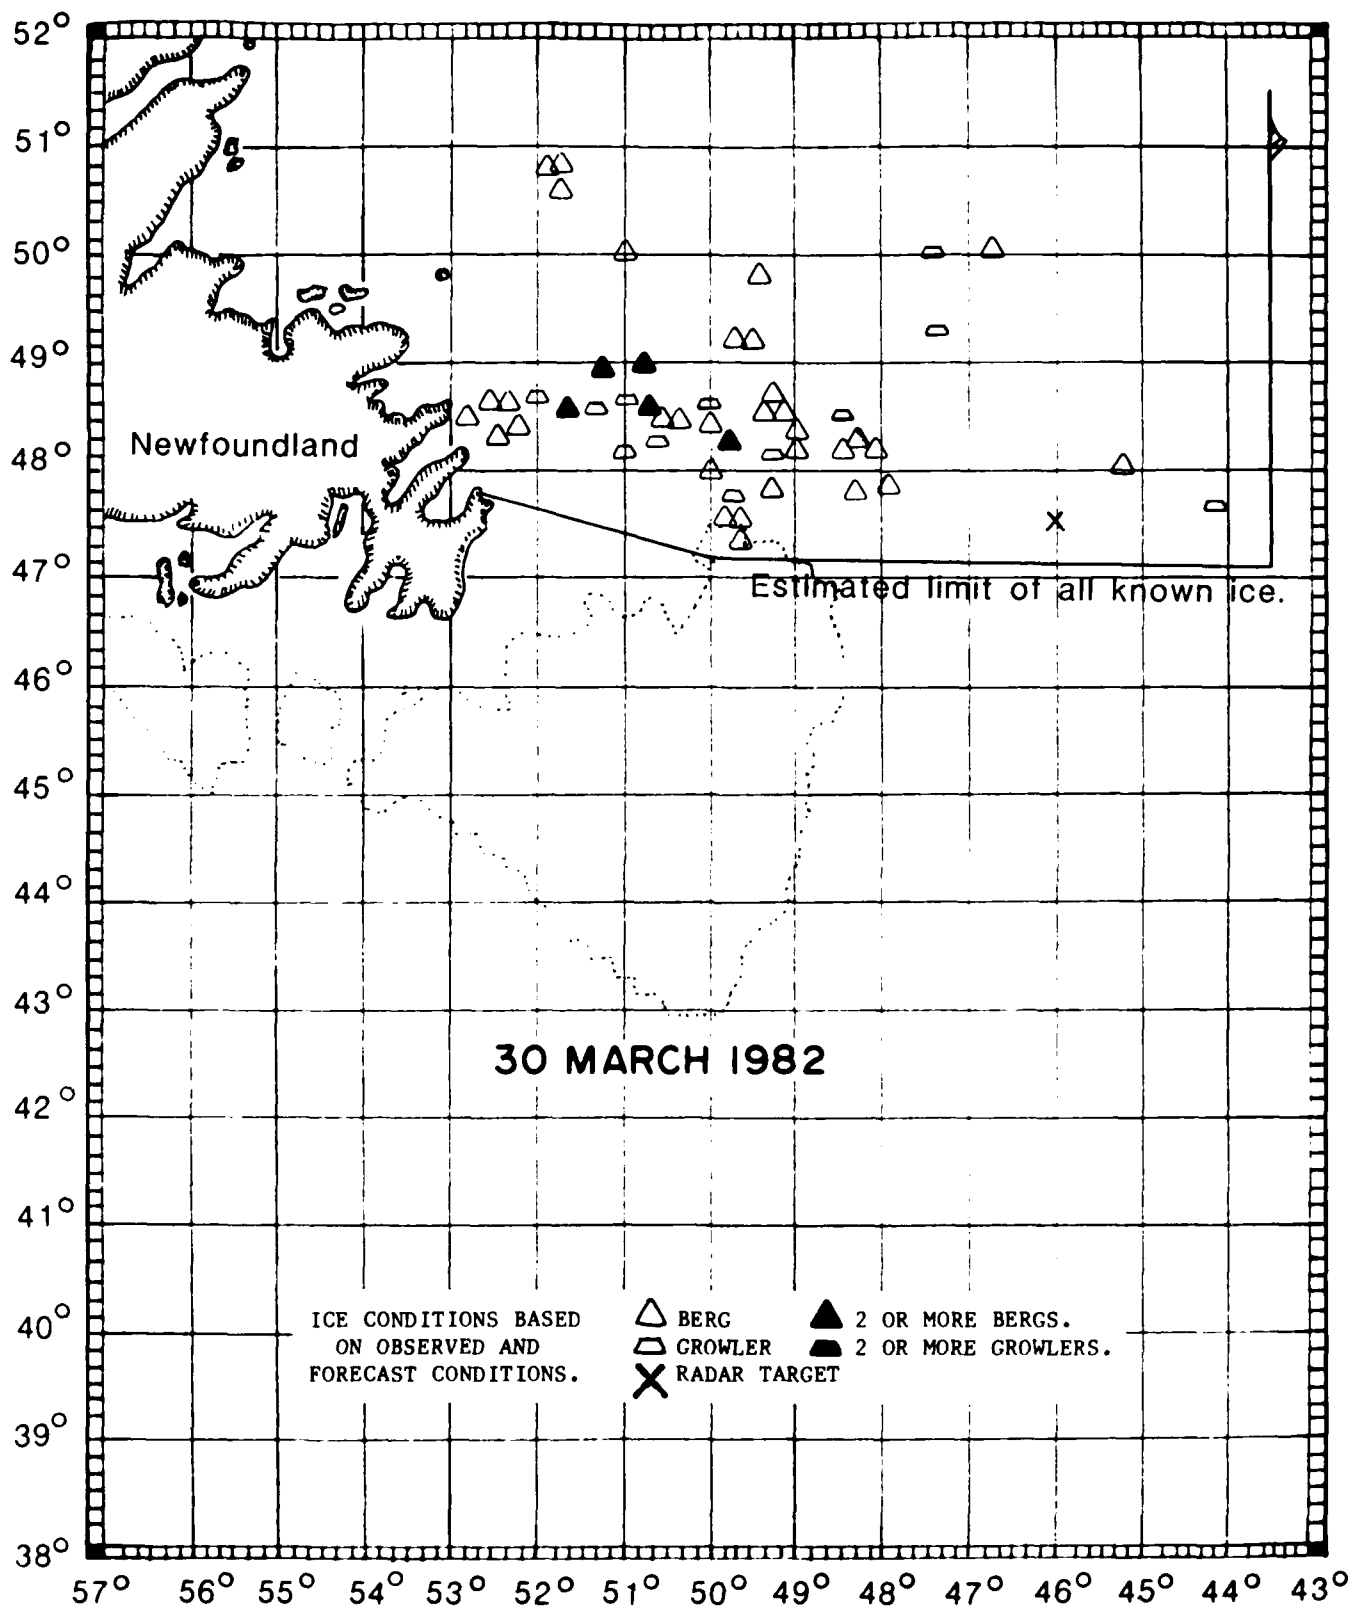 52°
51°
50°
49°
48°
47°
46°
45°
44°
43°
42°
41°
40°
39°
38°
Newfoundland
Estimated limit of all known ice.
30 MARCH 1982
ICE CONDITIONS BASED
ON OBSERVED AND
FORECAST CONDITIONS.
BERG
GROWLER
RADAR TARGET
2 OR MORE BERGS.
2 OR MORE GROWLERS.
57° 56° 55° 54° 53° 52° 51° 50° 49° 48° 47° 46° 45° 44° 43°